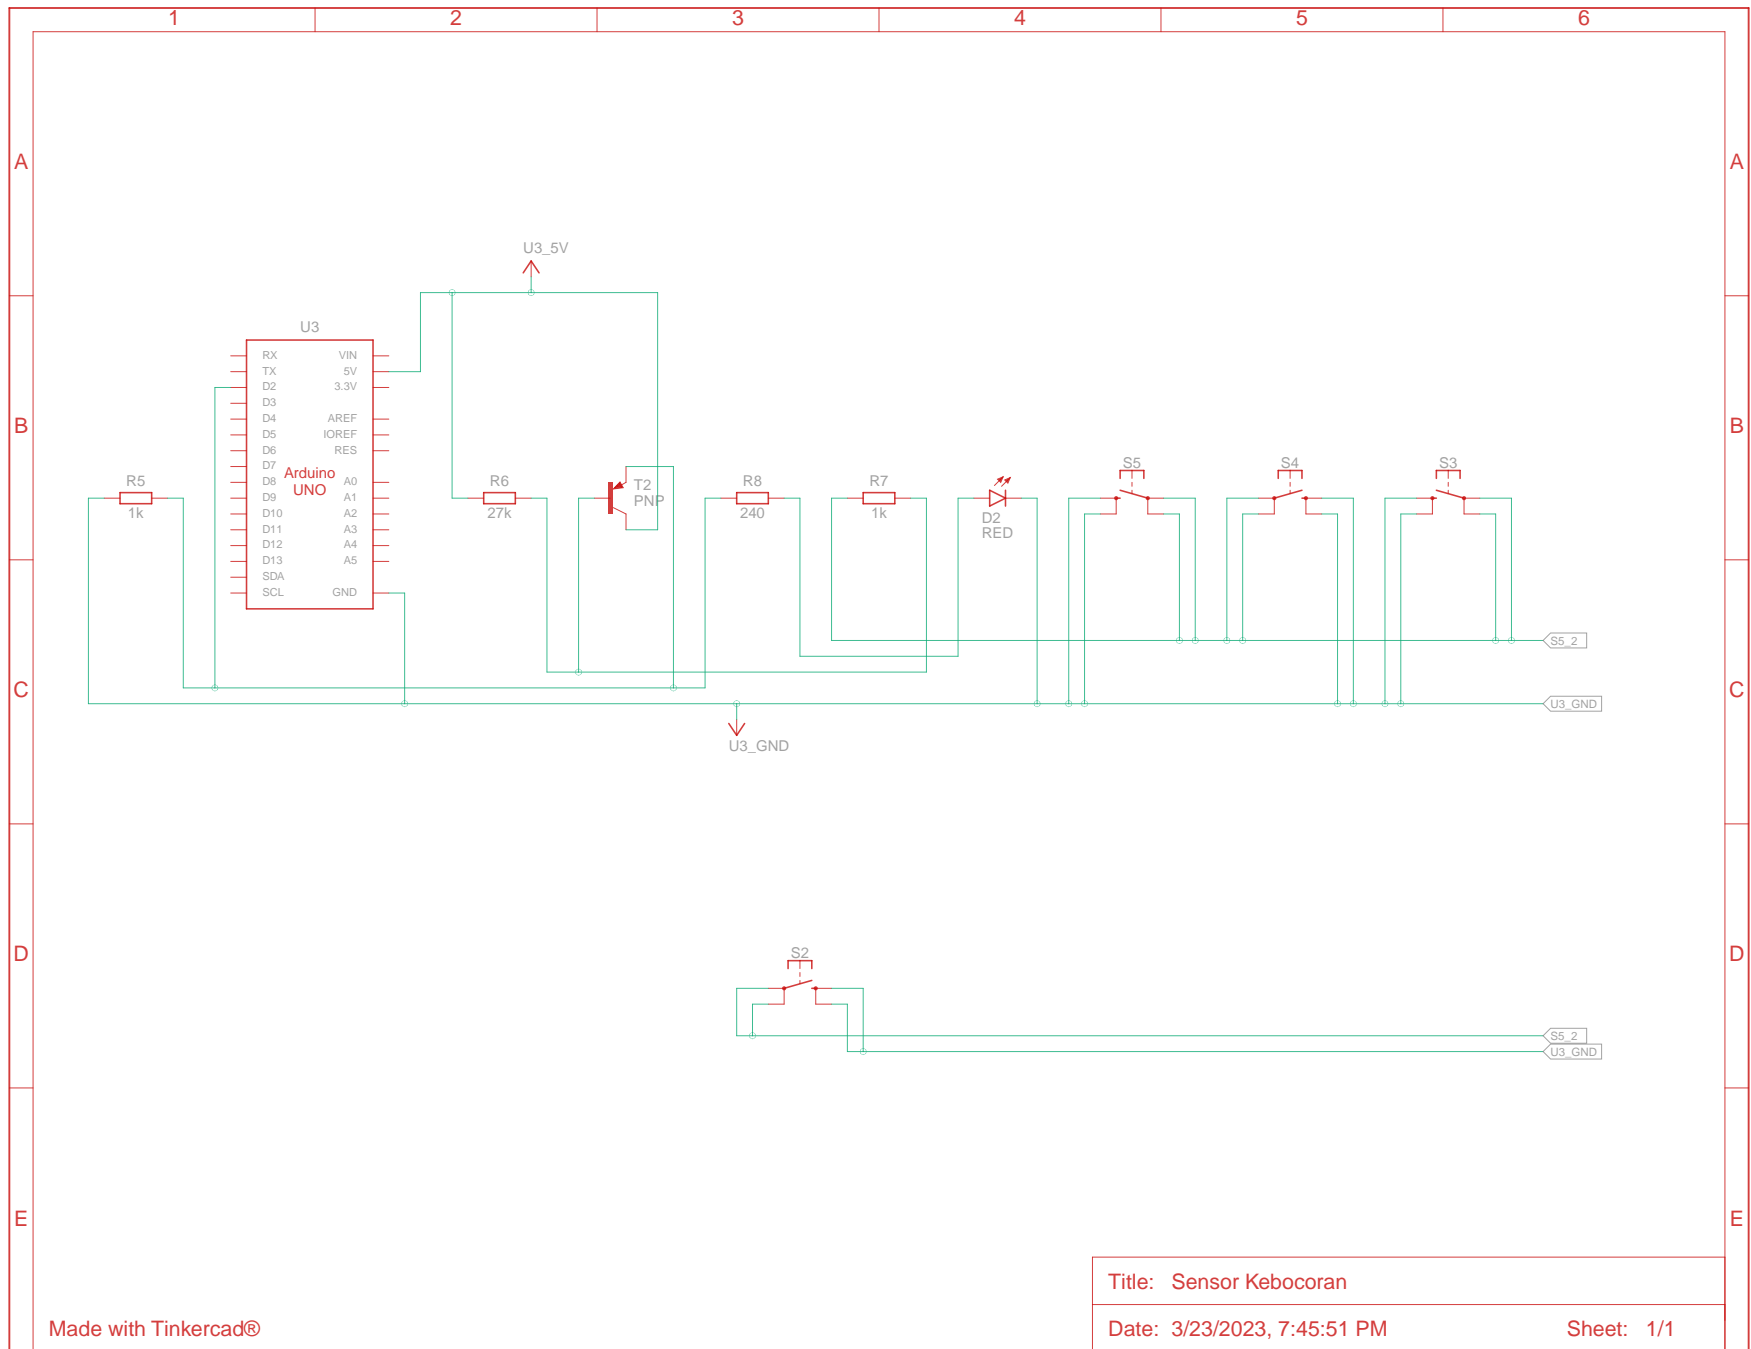 1 2 3 4 5 6
A A
U3_5V
U3
RX VIN
TX 5V
D2 3.3V
D3
D4 AREF
B B
D5 IOREF
D6 RES
D7
Arduino
UNO
D8 A0
D9 A1
D10 A2
D11 A3
D12 A4
D13 A5
SDA
SCL GND
R5
1k
R6
27k
T2
PNP
R8
240
R7
1k
D2
RED
S5
S4
S3
S5_2
C C
U3_GND
U3_GND
D D
S2
S5_2
U3_GND
E E
Title: Sensor Kebocoran
Made with Tinkercad®
Date: 3/23/2023, 7:45:51 PM Sheet: 1/1